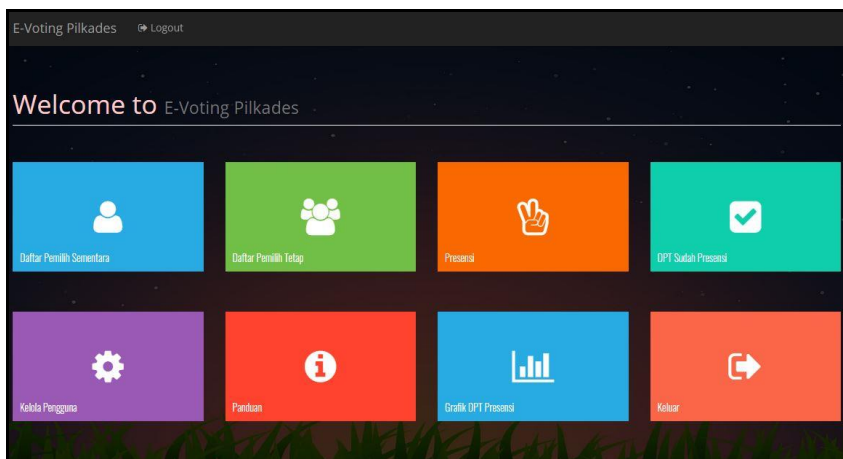 E-Voting Pilkades Logout
Welcome to E-Voting Pilkades
Daftar Pemilih Sementara
Daftar Pemilih Tetap
Presensi
DPT Sudah Presensi
Kelola Pengguna
Panduan
Grafik DPT Presensi
Keluar